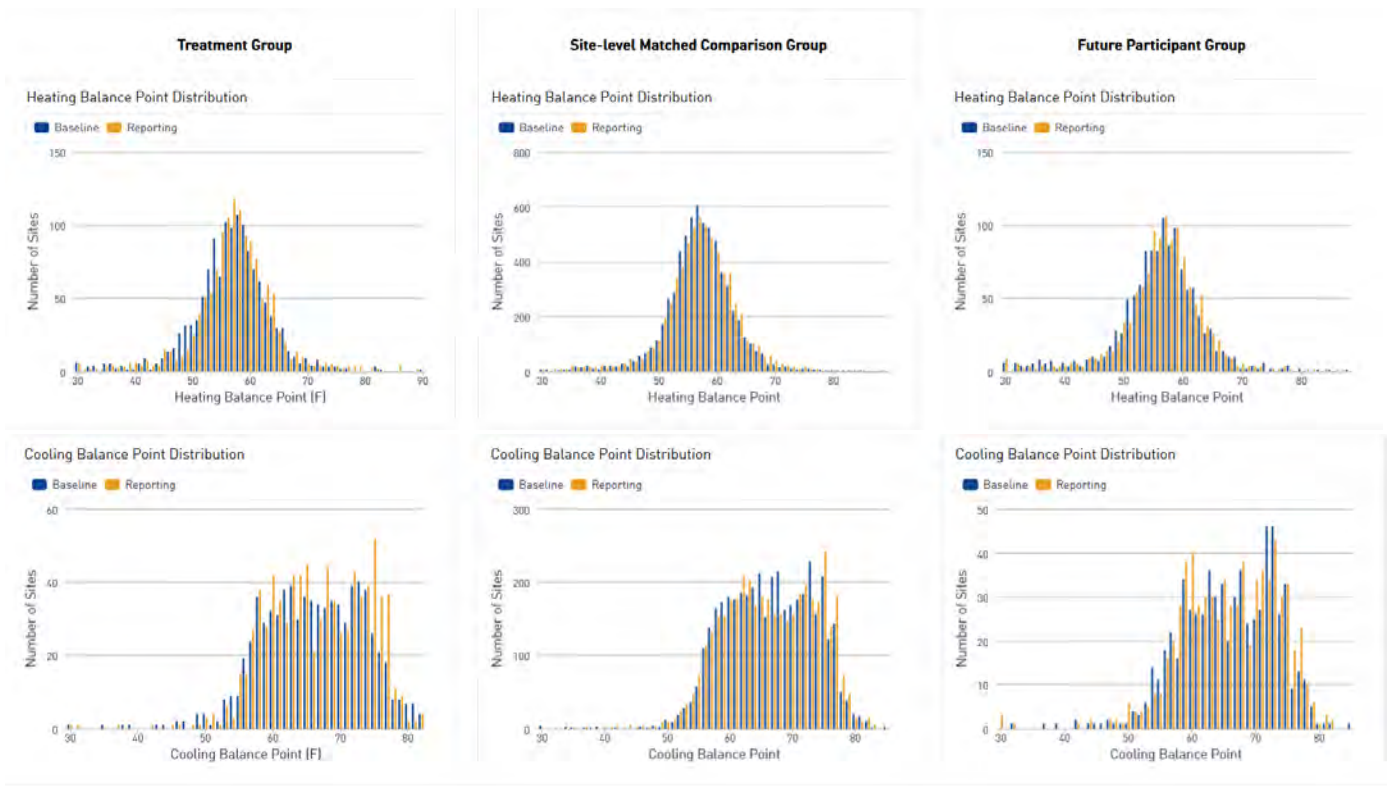 Treatment Group
Site-level Matched Comparison Group
Future Participant Group
Heating Balance Point Distribution
Baseline Reporting
Number of Sites
150
100
50
0
30 40 50 60 70 80 90
Heating Balance Point (F)
Heating Balance Point Distribution
Baseline Reporting
Number of Sites
800
600
400
200
0
30 40 50 60 70 80
Heating Balance Point
Heating Balance Point Distribution
Baseline Reporting
Number of Sites
150
100
50
0
30 40 50 60 70 80
Heating Balance Point
Cooling Balance Point Distribution
Baseline Reporting
Number of Sites
60
40
20
0
30 40 50 60 70 80
Cooling Balance Point (F)
Cooling Balance Point Distribution
Baseline Reporting
Number of Sites
300
200
100
0
30 40 50 60 70 80
Cooling Balance Point
Cooling Balance Point Distribution
Baseline Reporting
Number of Sites
50
40
30
20
10
0
30 40 50 60 70 80
Cooling Balance Point